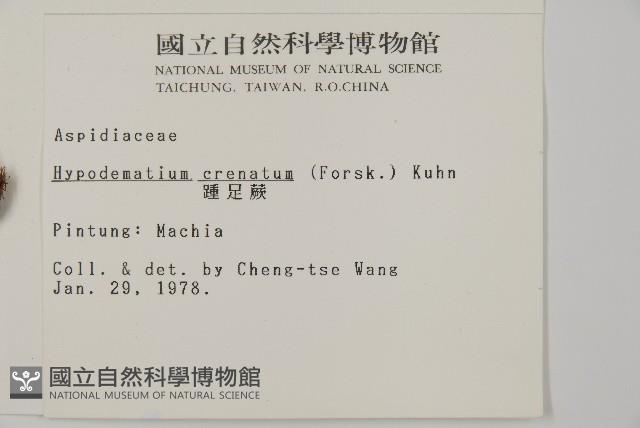 國立自然科學博物館
NATIONAL MUSEUM OF NATURAL SCIENCE
TAICHUNG, TAIWAN, R.O.CHINA
Aspidiaceae
Hypodematium crenatum (Forsk.) Kuhn
踵足蕨
Pintung: Machia
Coll. & det. by Cheng-tse Wang
Jan. 29, 1978.
國立自然科學博物館
NATIONAL MUSEUM OF NATURAL SCIENCE